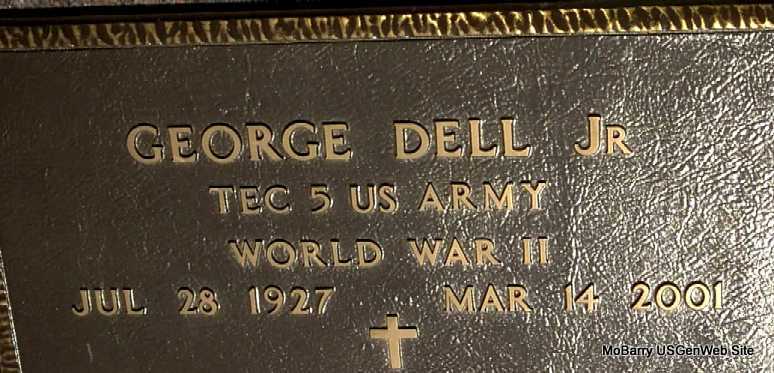 GEORGE DELL JR
TEC 5 US ARMY
WORLD WAR II
JUL 28 1927 MAR 14 2001
MoBarry USGenWeb Site